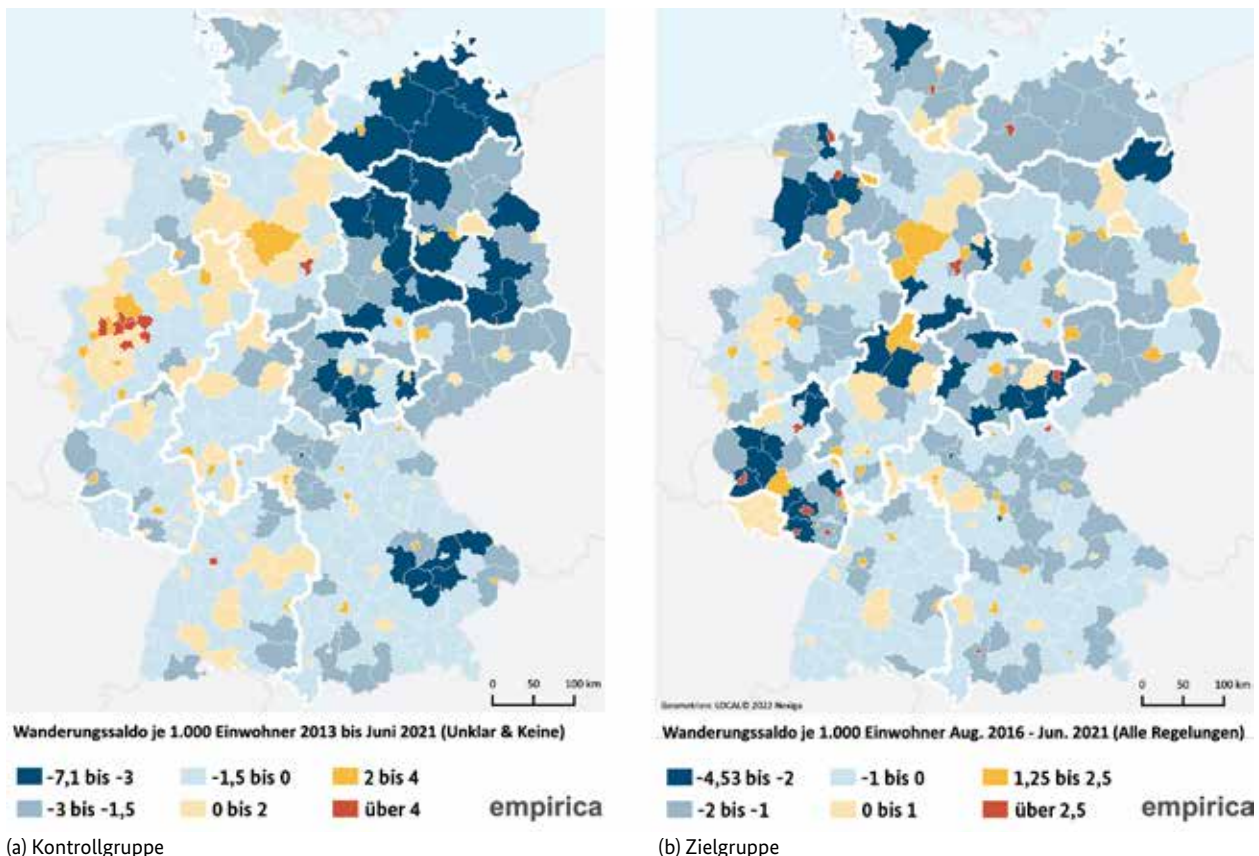 0 50 100 km
Wanderungssaldo je 1.000 Einwohner 2013 bis Juni 2021 (Unklar & Keine)
-7,1 bis -3 -1,5 bis 0 2 bis 4
-3 bis -1,5 0 bis 2 über 4 empirica
(a) Kontrollgruppe
0 50 100 km
Geometrien: LOCAL© 2022 Nexiga
Wanderungssaldo je 1.000 Einwohner Aug. 2016 - Jun. 2021 (Alle Regelungen)
-4,53 bis -2 -1 bis 0 1,25 bis 2,5
-2 bis -1 0 bis 1 über 2,5 empirica
(b) Zielgruppe